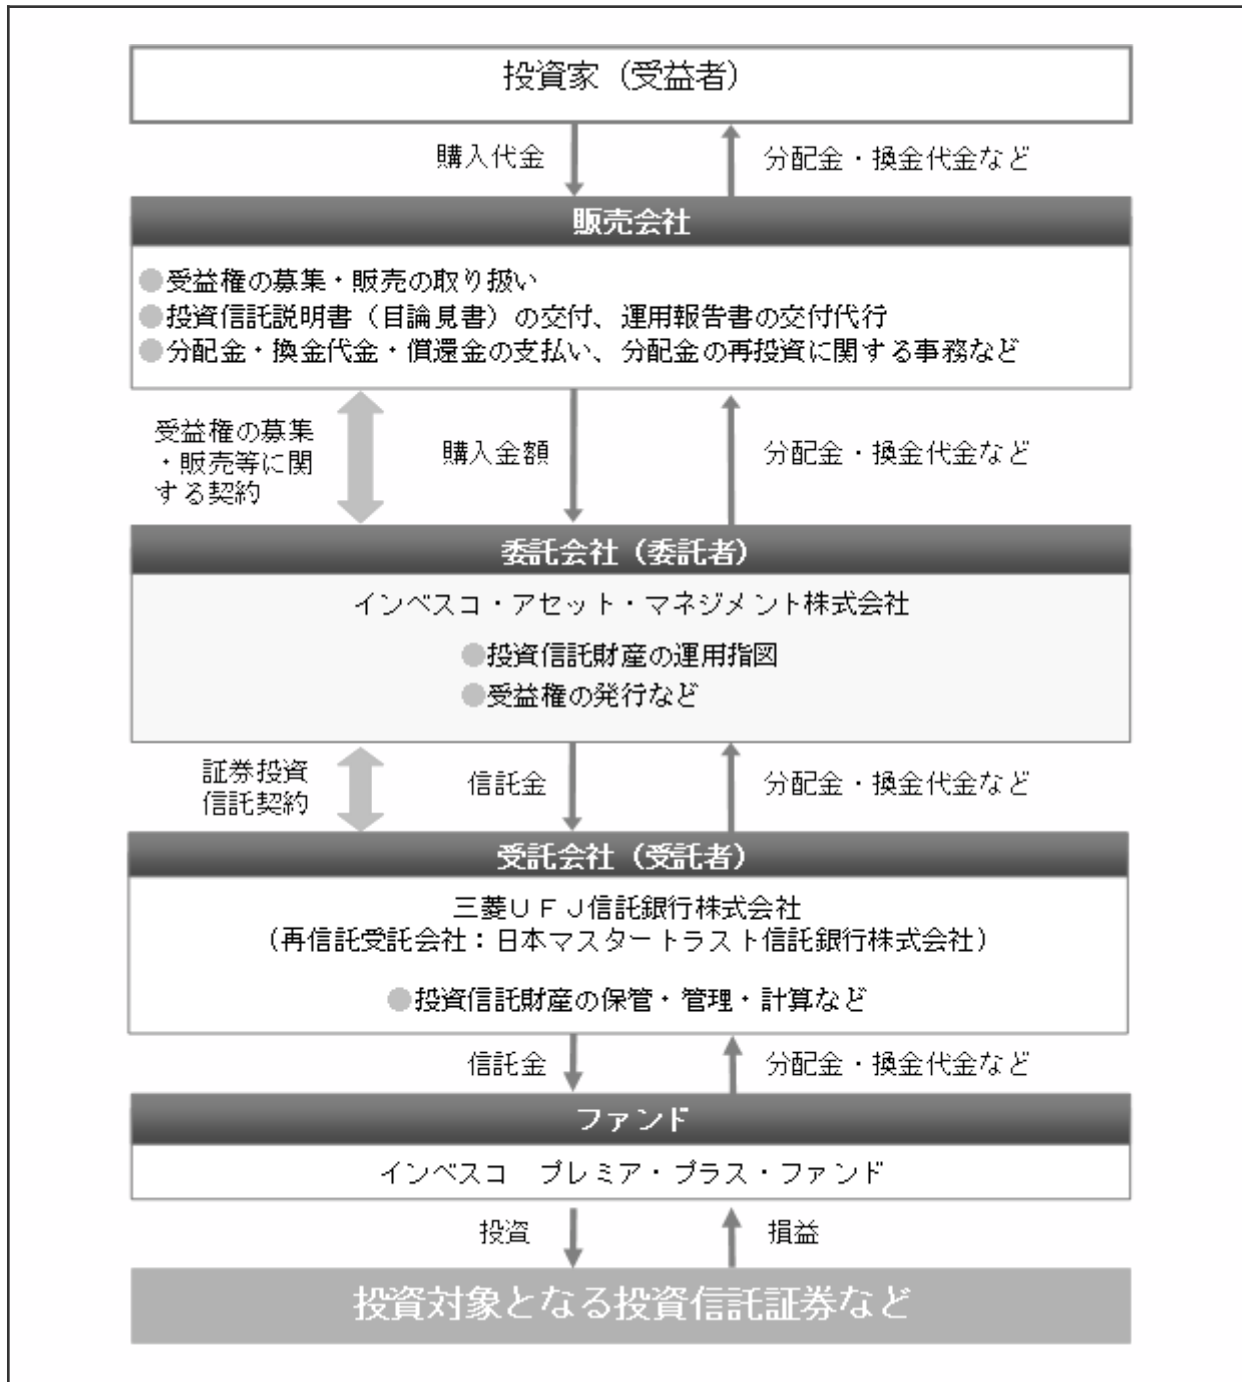 投資家（受益者）
購入代金
分配金・換金代金など
販売会社
●受益権の募集・販売の取り扱い
●投資信託説明書（目論見書）の交付、運用報告書の交付代行
●分配金・換金代金・償還金の支払い、分配金の再投資に関する事務など
受益権の募集
・販売等に関
する契約
購入金額
分配金・換金代金など
委託会社（委託者）
インベスコ・アセット・マネジメント株式会社
●投資信託財産の運用指図
●受益権の発行など
証券投資
信託契約
信託金
分配金・換金代金など
受託会社（受託者）
三菱ＵＦＪ信託銀行株式会社
（再信託受託会社：日本マスタートラスト信託銀行株式会社）
●投資信託財産の保管・管理・計算など
信託金
分配金・換金代金など
ファンド
インベスコ　プレミア・プラス・ファンド
投資
損益
投資対象となる投資信託証券など